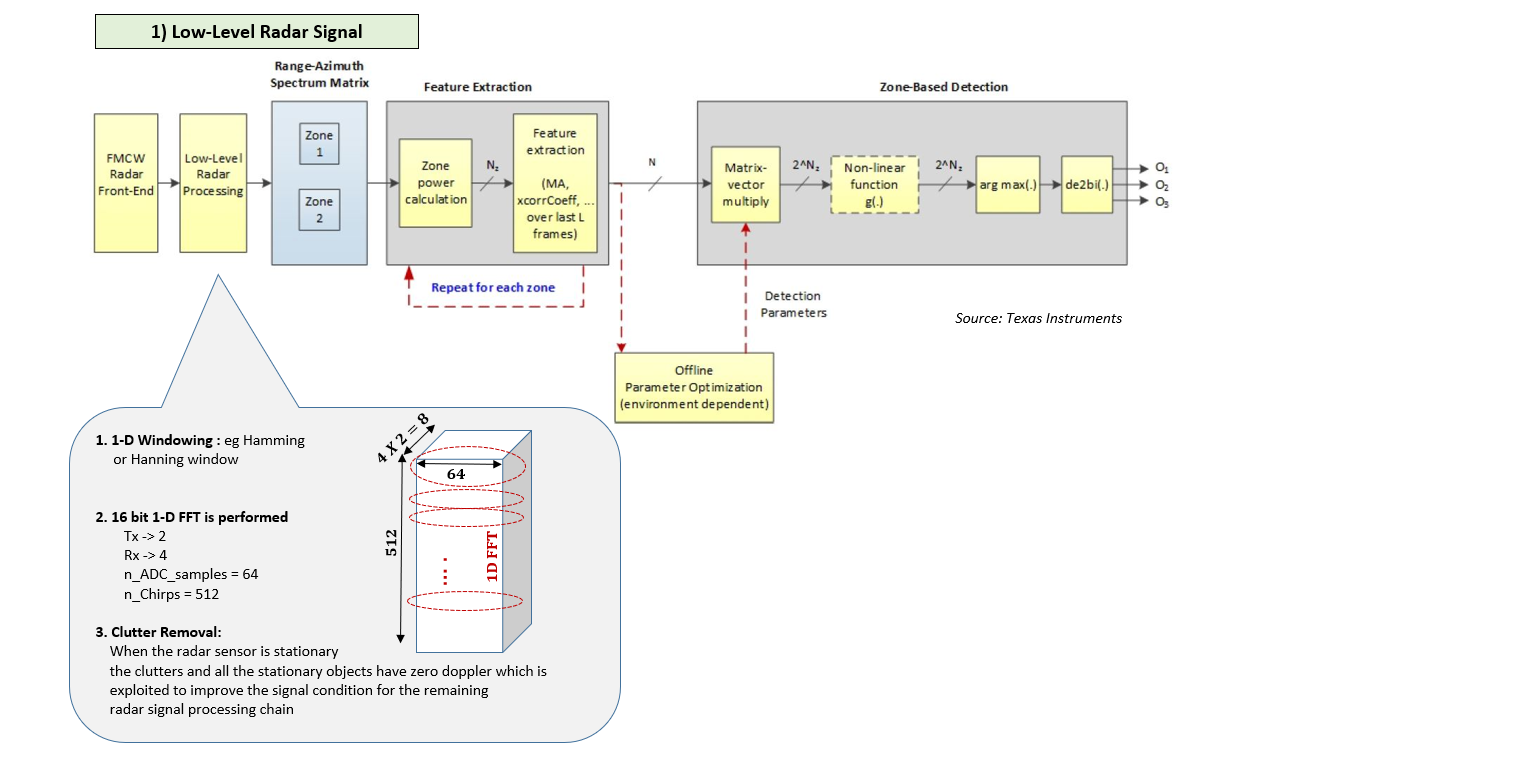 1) Low-Level Radar Signal
Range-Azimuth
Spectrum Matrix
Feature Extraction
Zone-Based Detection
FMCW
Radar
Front-End
Low-Level
Radar
Processing
Zone
1
Zone
2
Zone
power
calculation
N₂
Feature
extraction
(MA,
xcorrCoeff, ...
over last L
frames)
N
Matrix-
vector
multiply
2^N₂
Non-linear
function
g(.)
2^N₂
arg max(.)
de2bi(.)
O₁
O₂
O₃
Repeat for each zone
Detection
Parameters
Source: Texas Instruments
Offline
Parameter Optimization
(environment dependent)
1. 1-D Windowing : eg Hamming
or Hanning window
2. 16 bit 1-D FFT is performed
Tx -> 2
Rx -> 4
n_ADC_samples = 64
n_Chirps = 512
3. Clutter Removal:
When the radar sensor is stationary
the clutters and all the stationary objects have zero doppler which is
exploited to improve the signal condition for the remaining
radar signal processing chain
4 X 2 = 8
64
512
1D FFT